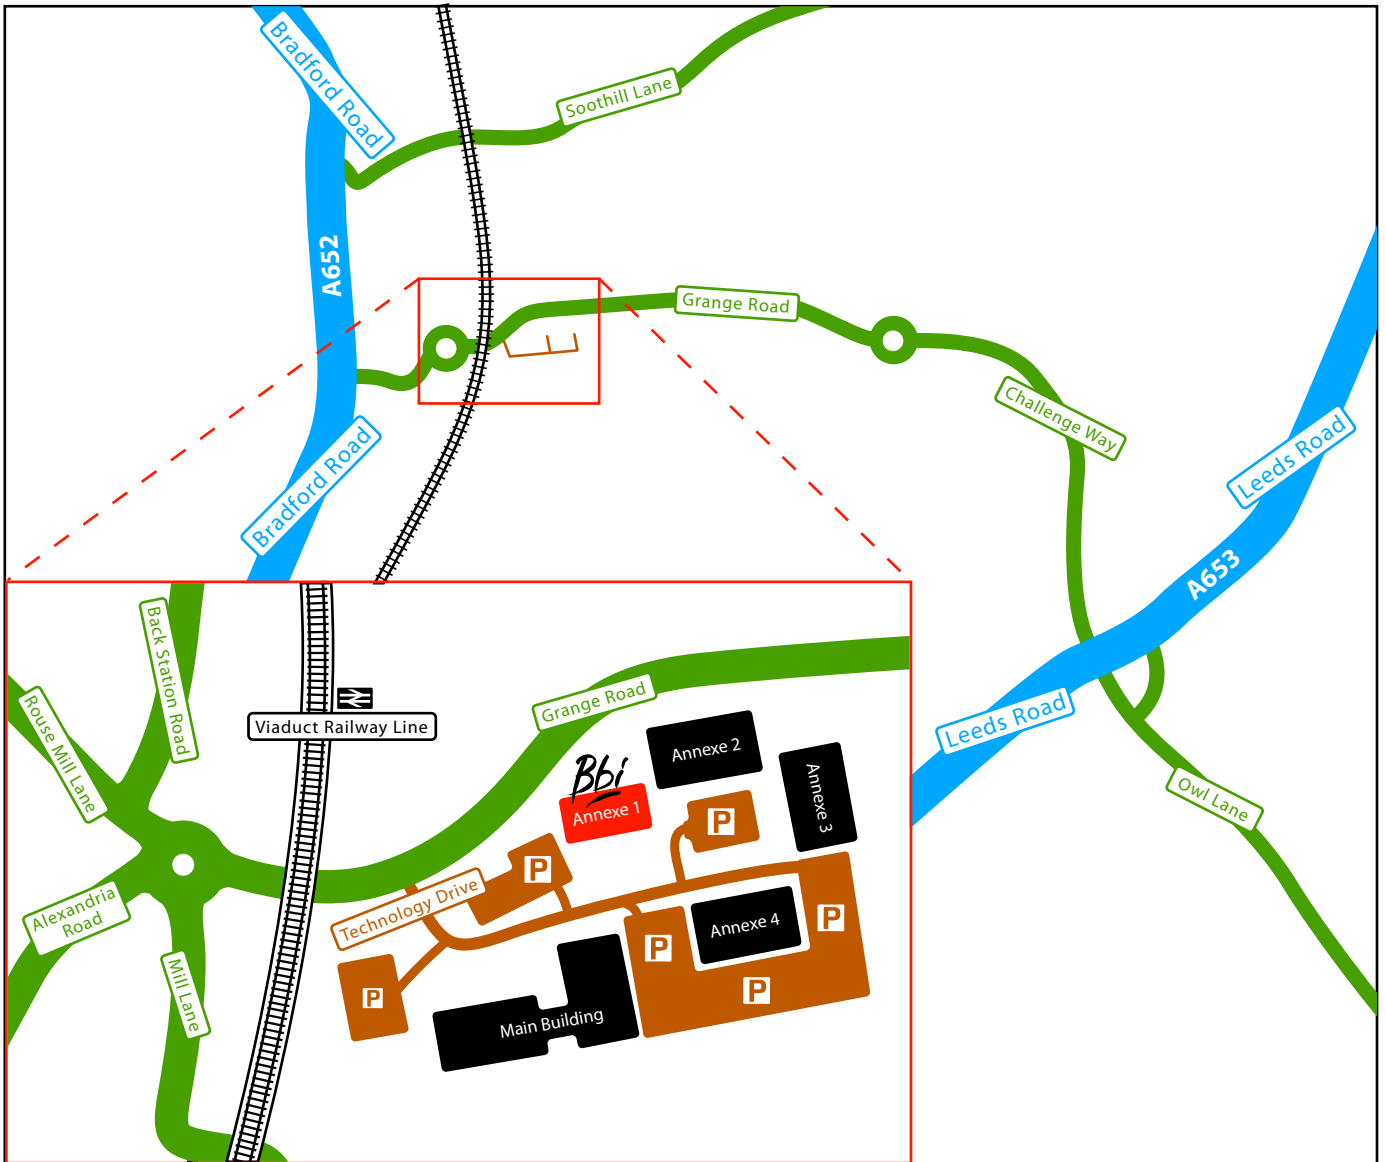 Bradford Road
Soothill Lane
A652
Grange Road
Challenge Way
Bradford Road
Leeds Road
A653
Leeds Road
Owl Lane
Back Station Road
Rouse Mill Lane
Viaduct Railway Line
Grange Road
Annexe 2
Bbi
Annexe 1
Annexe 3
P
P
Technology Drive
Alexandria
Road
Annexe 4
P
P
Mill Lane
P
P
Main Building